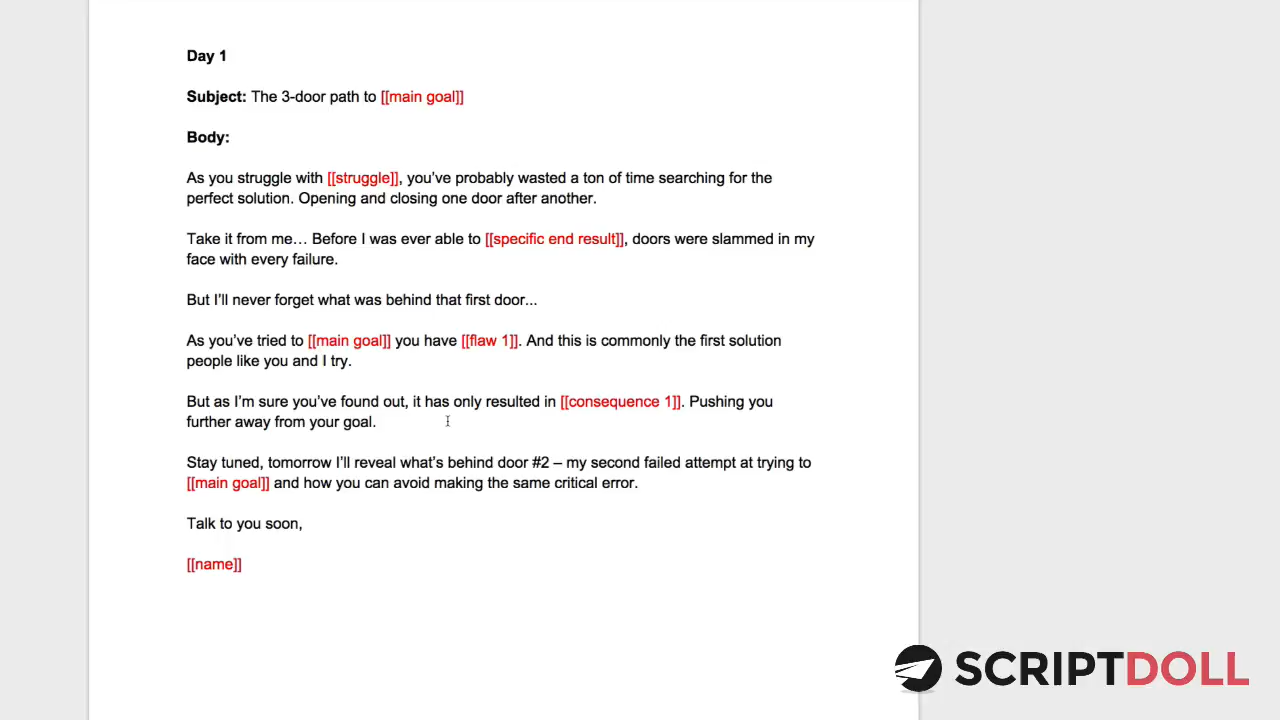 Day 1
Subject: The 3-door path to [[main goal]]
Body:
As you struggle with [[struggle]], you’ve probably wasted a ton of time searching for the
perfect solution. Opening and closing one door after another.
Take it from me… Before I was ever able to [[specific end result]], doors were slammed in my
face with every failure.
But I’ll never forget what was behind that first door...
As you’ve tried to [[main goal]] you have [[flaw 1]]. And this is commonly the first solution
people like you and I try.
But as I’m sure you’ve found out, it has only resulted in [[consequence 1]]. Pushing you
further away from your goal.
Stay tuned, tomorrow I’ll reveal what’s behind door #2 – my second failed attempt at trying to
[[main goal]] and how you can avoid making the same critical error.
Talk to you soon,
[[name]]
SCRIPTDOLL